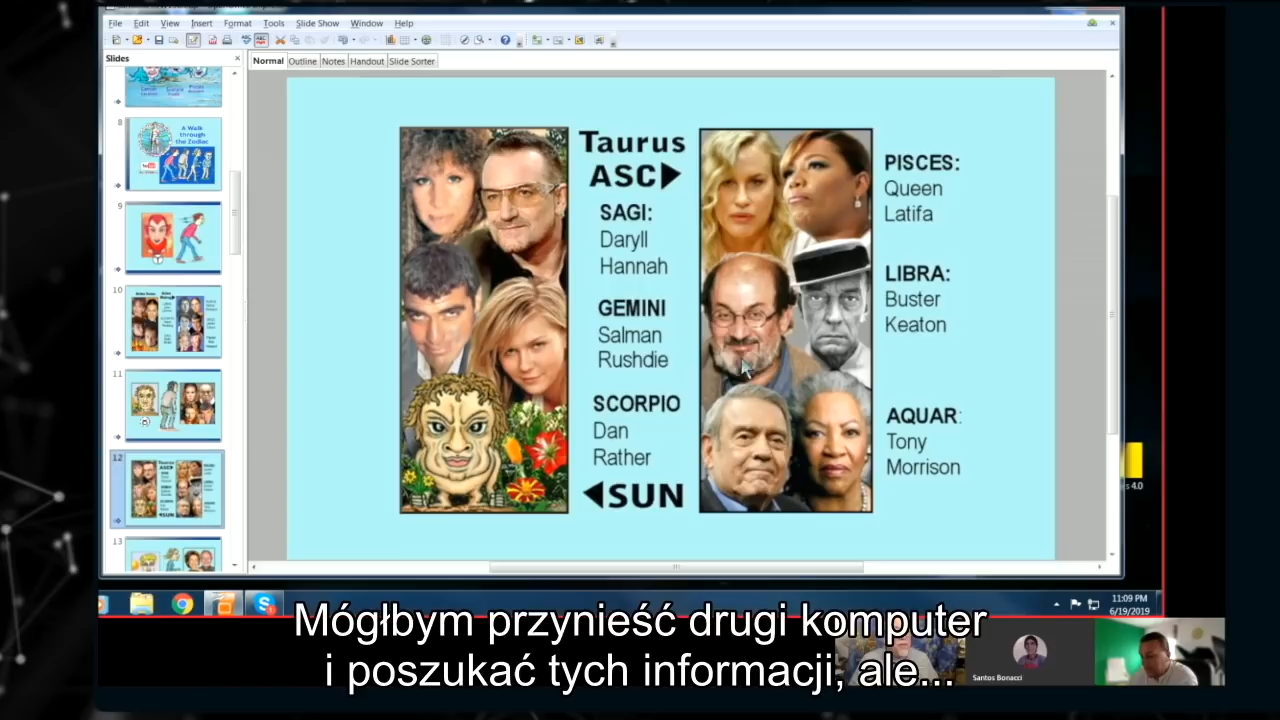 File Edit View Insert Format Tools Slide Show Window Help
Slides
Normal Outline Notes Handout Slide Sorter
8
A Walk
through
the Zodiac
9
10
11
12
13
Taurus
ASC▶
SAGI:
Daryll
Hannah
GEMINI
Salman
Rushdie
SCORPIO
Dan
Rather
◀SUN
PISCES:
Queen
Latifa
LIBRA:
Buster
Keaton
AQUAR:
Tony
Morrison
s 4.0
11:09 PM
6/19/2019
Mógłbym przynieść drugi komputer
i poszukać tych informacji, ale...
Santos Bonacci